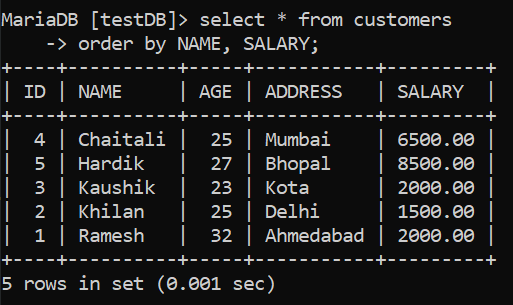 MariaDB [testDB]> select * from customers
    -> order by NAME, SALARY;
+----+----------+-----+-----------+---------+
| ID | NAME     | AGE | ADDRESS   | SALARY  |
+----+----------+-----+-----------+---------+
|  4 | Chaitali |  25 | Mumbai    | 6500.00 |
|  5 | Hardik   |  27 | Bhopal    | 8500.00 |
|  3 | Kaushik  |  23 | Kota      | 2000.00 |
|  2 | Khilan   |  25 | Delhi     | 1500.00 |
|  1 | Ramesh   |  32 | Ahmedabad | 2000.00 |
+----+----------+-----+-----------+---------+
5 rows in set (0.001 sec)